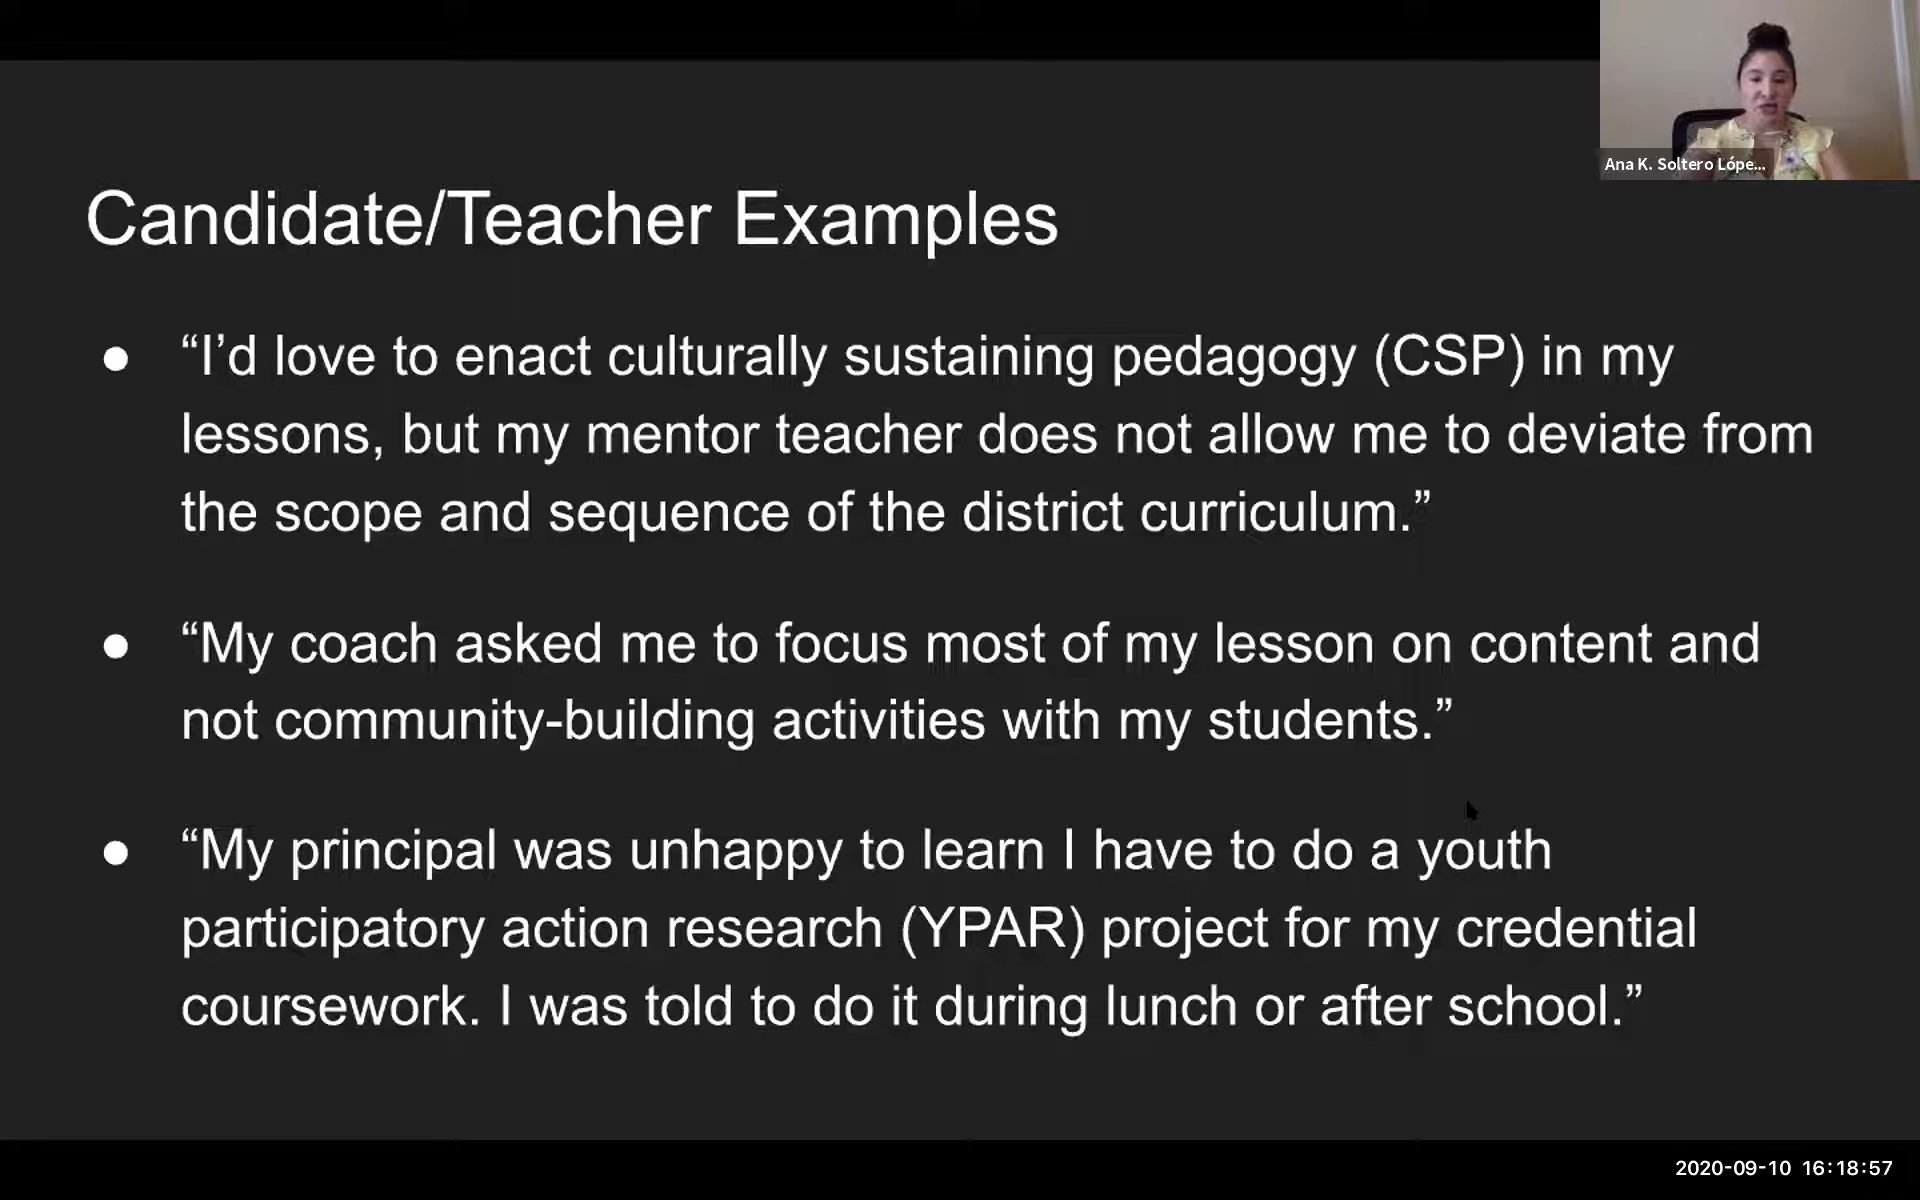 Ana K. Soltero Lópe...
Candidate/Teacher Examples
● “I’d love to enact culturally sustaining pedagogy (CSP) in my
lessons, but my mentor teacher does not allow me to deviate from
the scope and sequence of the district curriculum.”
● “My coach asked me to focus most of my lesson on content and
not community-building activities with my students.”
● “My principal was unhappy to learn I have to do a youth
participatory action research (YPAR) project for my credential
coursework. I was told to do it during lunch or after school.”
2020-09-10 16:18:57